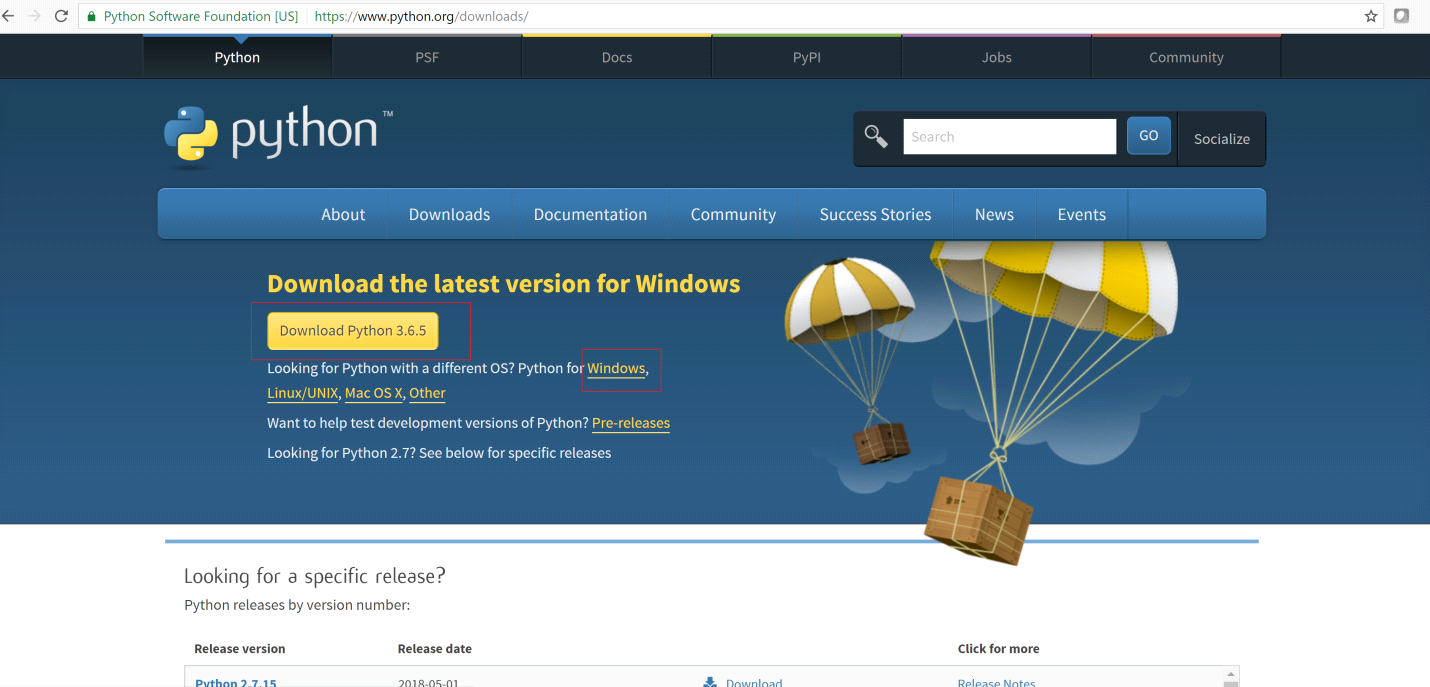 Python Software Foundation [US] https://www.python.org/downloads/
Python PSF Docs PyPI Jobs Community
python™
Search GO Socialize
About Downloads Documentation Community Success Stories News Events
Download the latest version for Windows
Download Python 3.6.5
Looking for Python with a different OS? Python for Windows,
Linux/UNIX, Mac OS X, Other
Want to help test development versions of Python? Pre-releases
Looking for Python 2.7? See below for specific releases
Looking for a specific release?
Python releases by version number:
Release version Release date Click for more
Python 2.7.15 2018-05-01 Download Release Notes